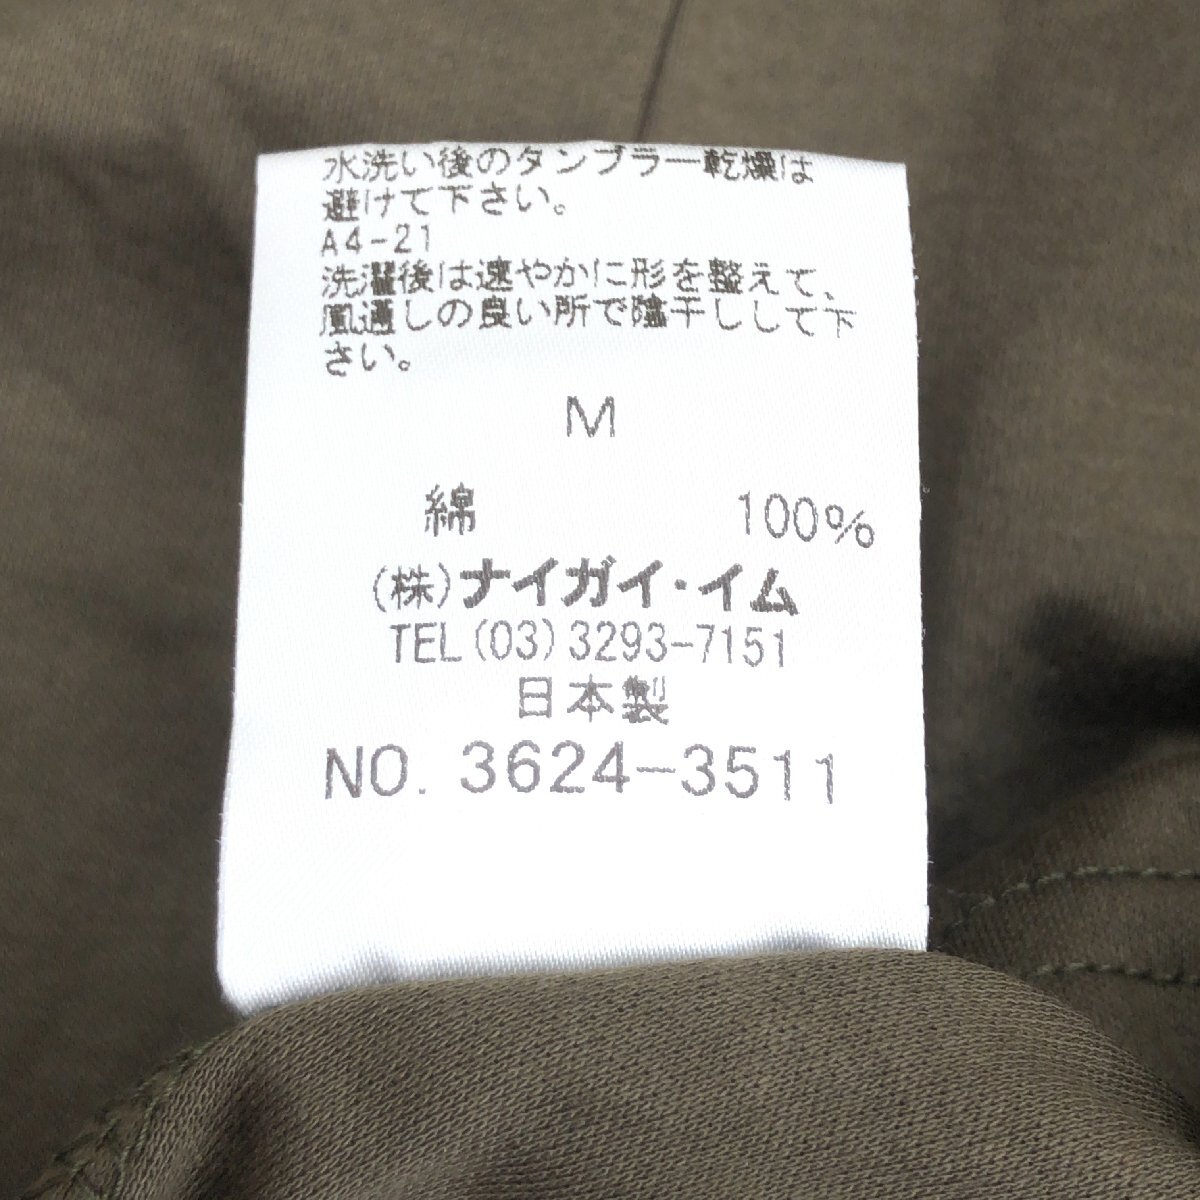 水洗い後のタンブラー乾燥は
避けて下さい。
A4-21
洗濯後は速やかに形を整えて、
風通しの良い所で陰干しして下
さい。
M
綿 100%
(株)ナイガイ・イム
TEL(03)3293-7151
日本製
NO. 3624-3511